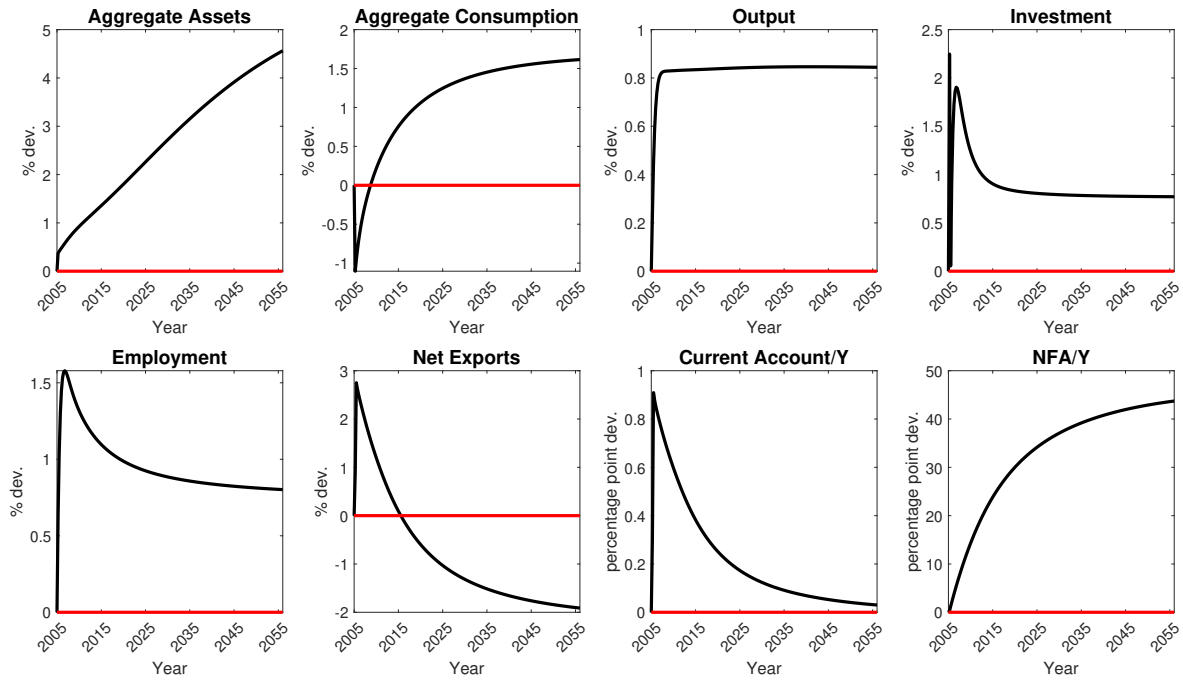 Aggregate Assets
5
4
3
2
1
0
% dev.
2005 2015 2025 2035 2045 2055
Year
Aggregate Consumption
2
1.5
1
0.5
0
-0.5
-1
% dev.
2005 2015 2025 2035 2045 2055
Year
Output
1
0.8
0.6
0.4
0.2
0
% dev.
2005 2015 2025 2035 2045 2055
Year
Investment
2.5
2
1.5
1
0.5
0
% dev.
2005 2015 2025 2035 2045 2055
Year
Employment
1.5
1
0.5
0
% dev.
2005 2015 2025 2035 2045 2055
Year
Net Exports
3
2
1
0
-1
-2
% dev.
2005 2015 2025 2035 2045 2055
Year
Current Account/Y
1
0.8
0.6
0.4
0.2
0
percentage point dev.
2005 2015 2025 2035 2045 2055
Year
NFA/Y
50
40
30
20
10
0
percentage point dev.
2005 2015 2025 2035 2045 2055
Year